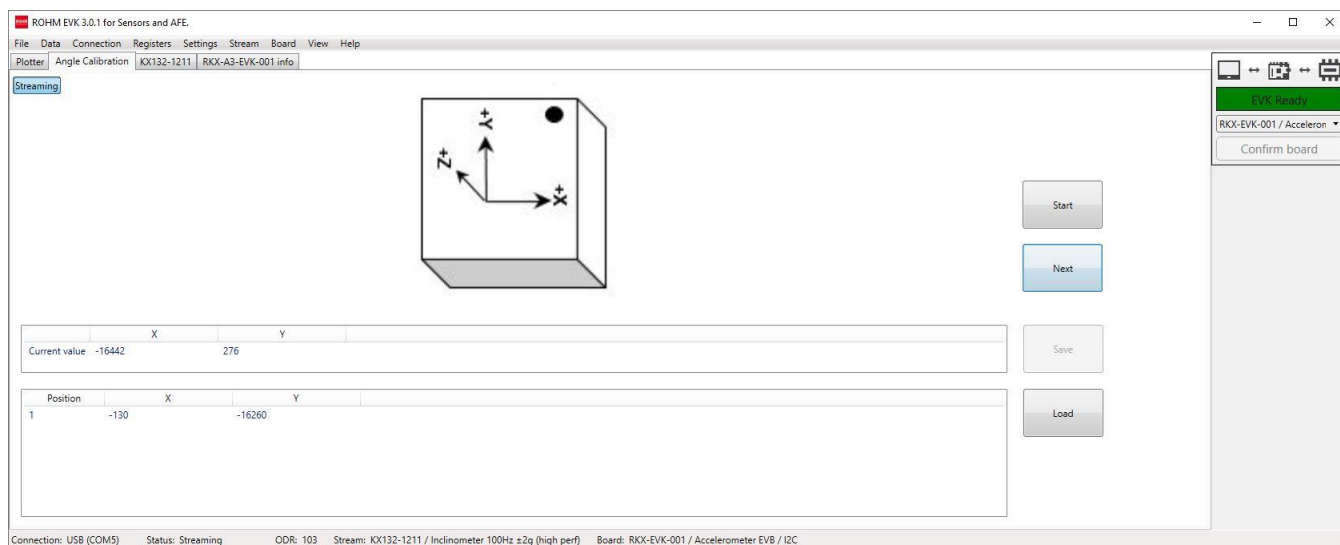 ROHM EVK 3.0.1 for Sensors and AFE.
File Data Connection Registers Settings Stream Board View Help
Plotter Angle Calibration KX132-1211 RKX-A3-EVK-001 info
Streaming
EVK Ready
RKX-EVK-001 / Acceleron
Confirm board
+Y
+Z
+X
Start
Next
X Y
Current value -16442 276
Save
Position X Y
1 -130 -16260
Load
Connection: USB (COM5) Status: Streaming ODR: 103 Stream: KX132-1211 / Inclinometer 100Hz ±2g (high perf) Board: RKX-EVK-001 / Accelerometer EVB / I2C